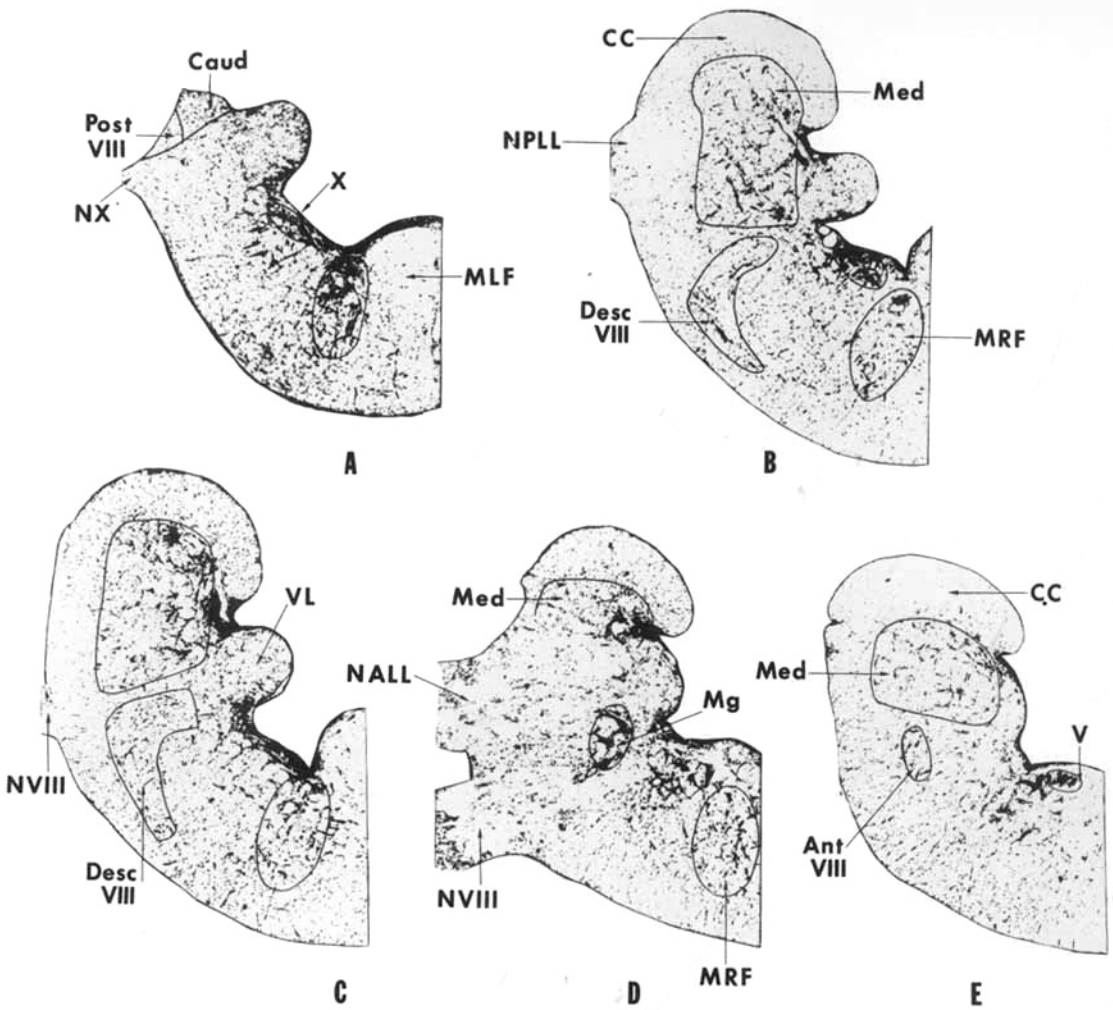 Caud
Post
VIII
NX
X
MLF
A
CC
Med
NPLL
Desc
VIII
MRF
B
VL
NVIII
Desc
VIII
C
Med
NALL
Mg
NVIII
MRF
D
CC
Med
V
Ant
VIII
E